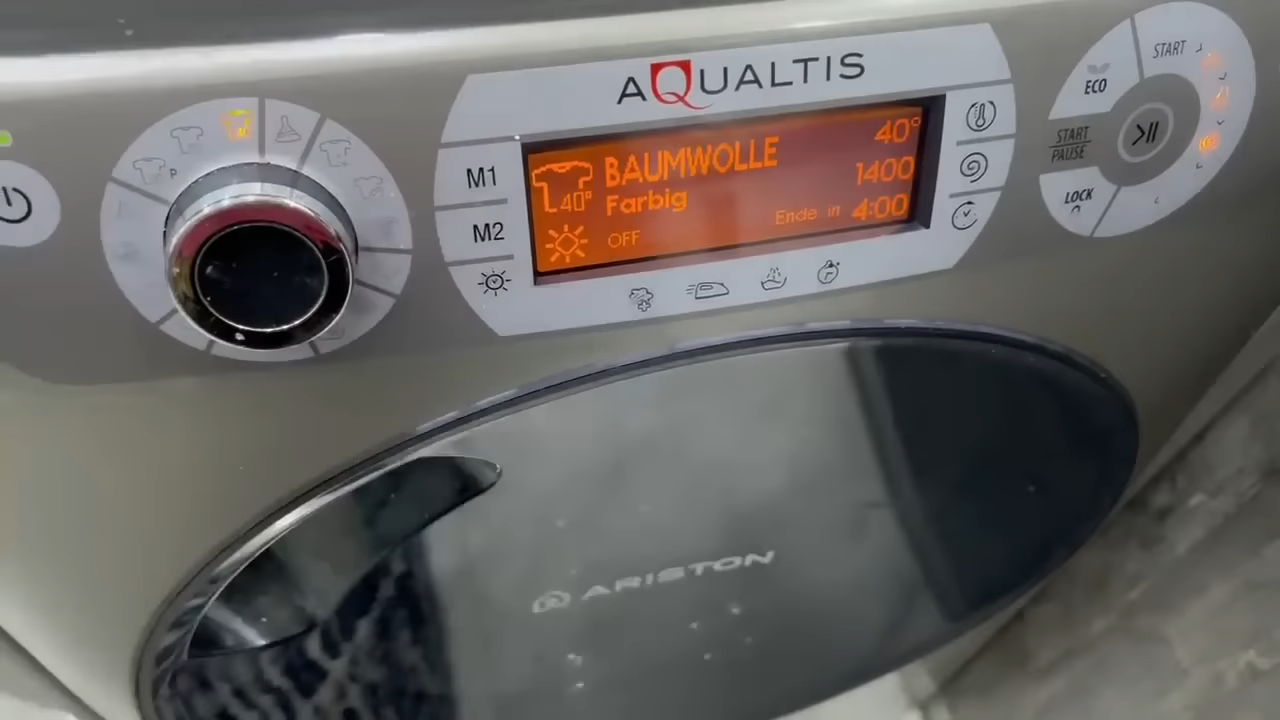 AQUALTIS
M1
M2
BAUMWOLLE
40°
40°
1400
Farbig
Ende in 4:00
OFF
ECO
START
START
PAUSE
LOCK
P
ARISTON